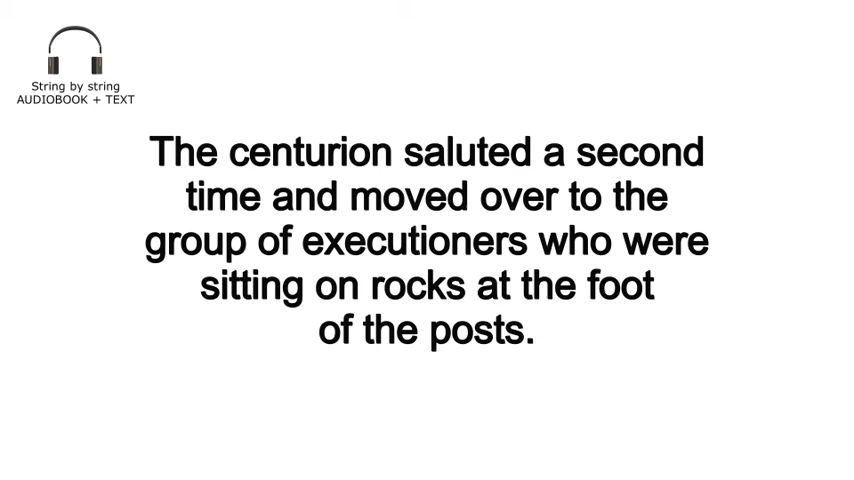 String by string
AUDIOBOOK + TEXT
The centurion saluted a second
time and moved over to the
group of executioners who were
sitting on rocks at the foot
of the posts.